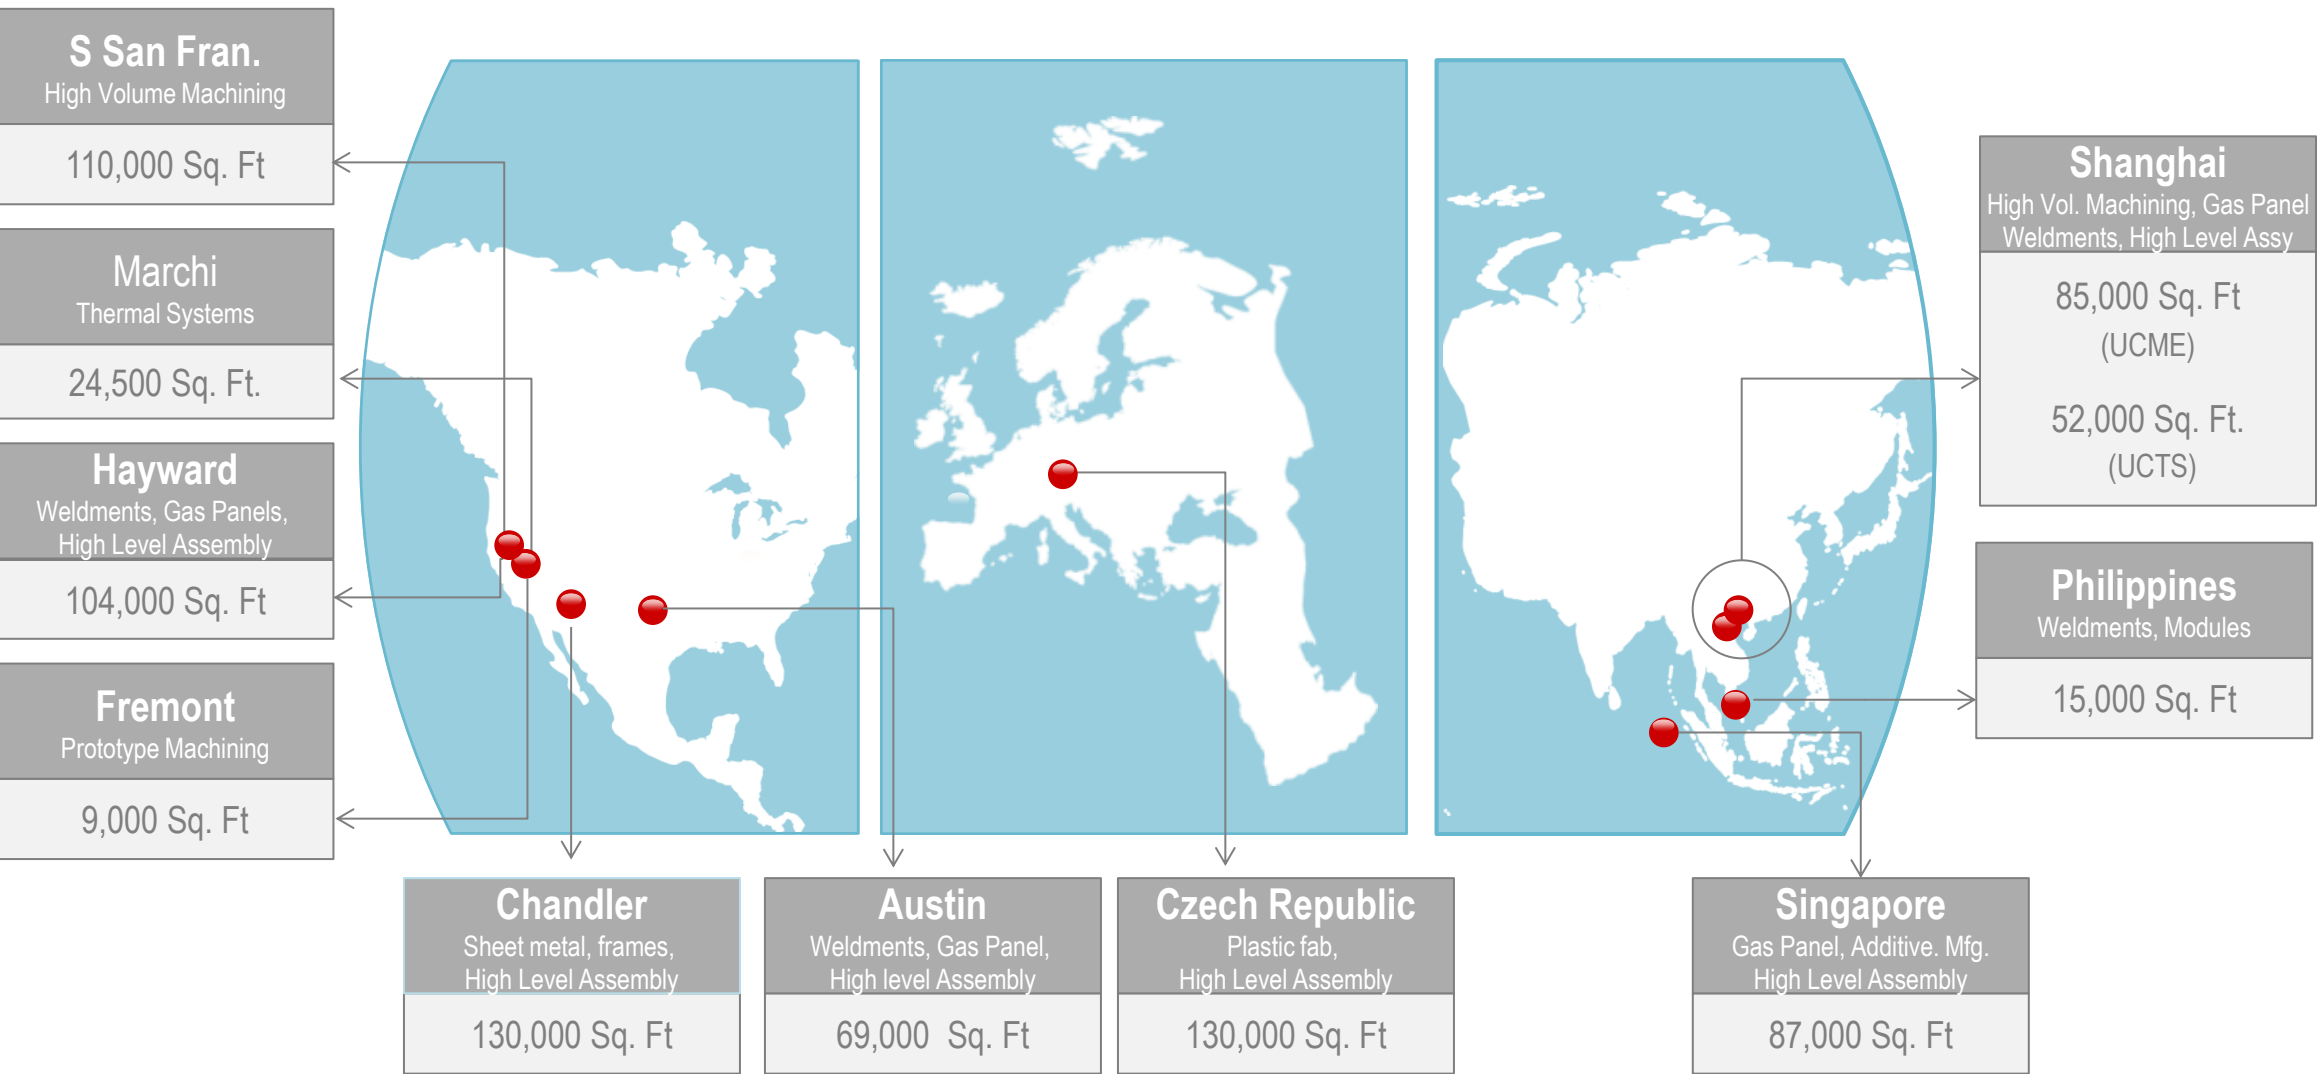 S San Fran.
High Volume Machining
110,000 Sq. Ft
Marchi
Thermal Systems
24,500 Sq. Ft.
Hayward
Weldments, Gas Panels,
High Level Assembly
104,000 Sq. Ft
Fremont
Prototype Machining
9,000 Sq. Ft
Chandler
Sheet metal, frames,
High Level Assembly
130,000 Sq. Ft
Austin
Weldments, Gas Panel,
High level Assembly
69,000  Sq. Ft
Czech Republic
Plastic fab,
High Level Assembly
130,000 Sq. Ft
Singapore
Gas Panel, Additive. Mfg.
High Level Assembly
87,000 Sq. Ft
Shanghai
High Vol. Machining, Gas Panel
Weldments, High Level Assy
85,000 Sq. Ft
(UCME)
52,000 Sq. Ft.
(UCTS)
Philippines
Weldments, Modules
15,000 Sq. Ft